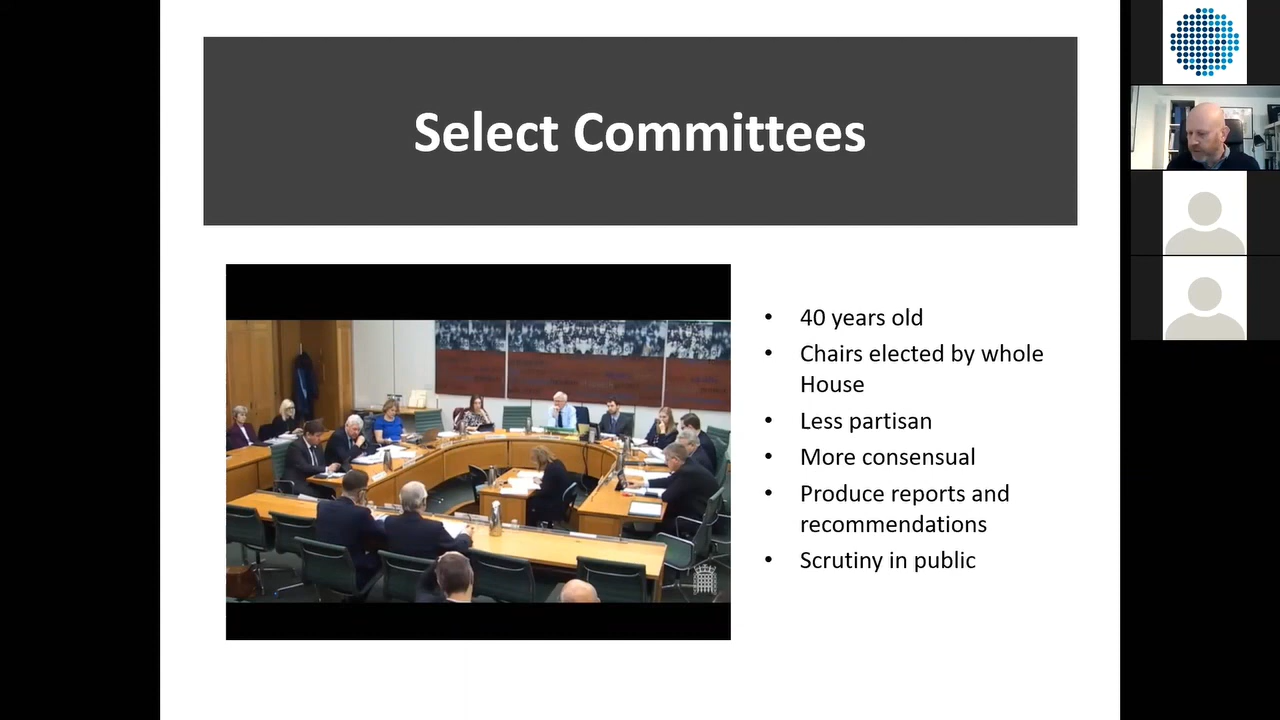 Select Committees
• 40 years old
• Chairs elected by whole
House
• Less partisan
• More consensual
• Produce reports and
recommendations
• Scrutiny in public